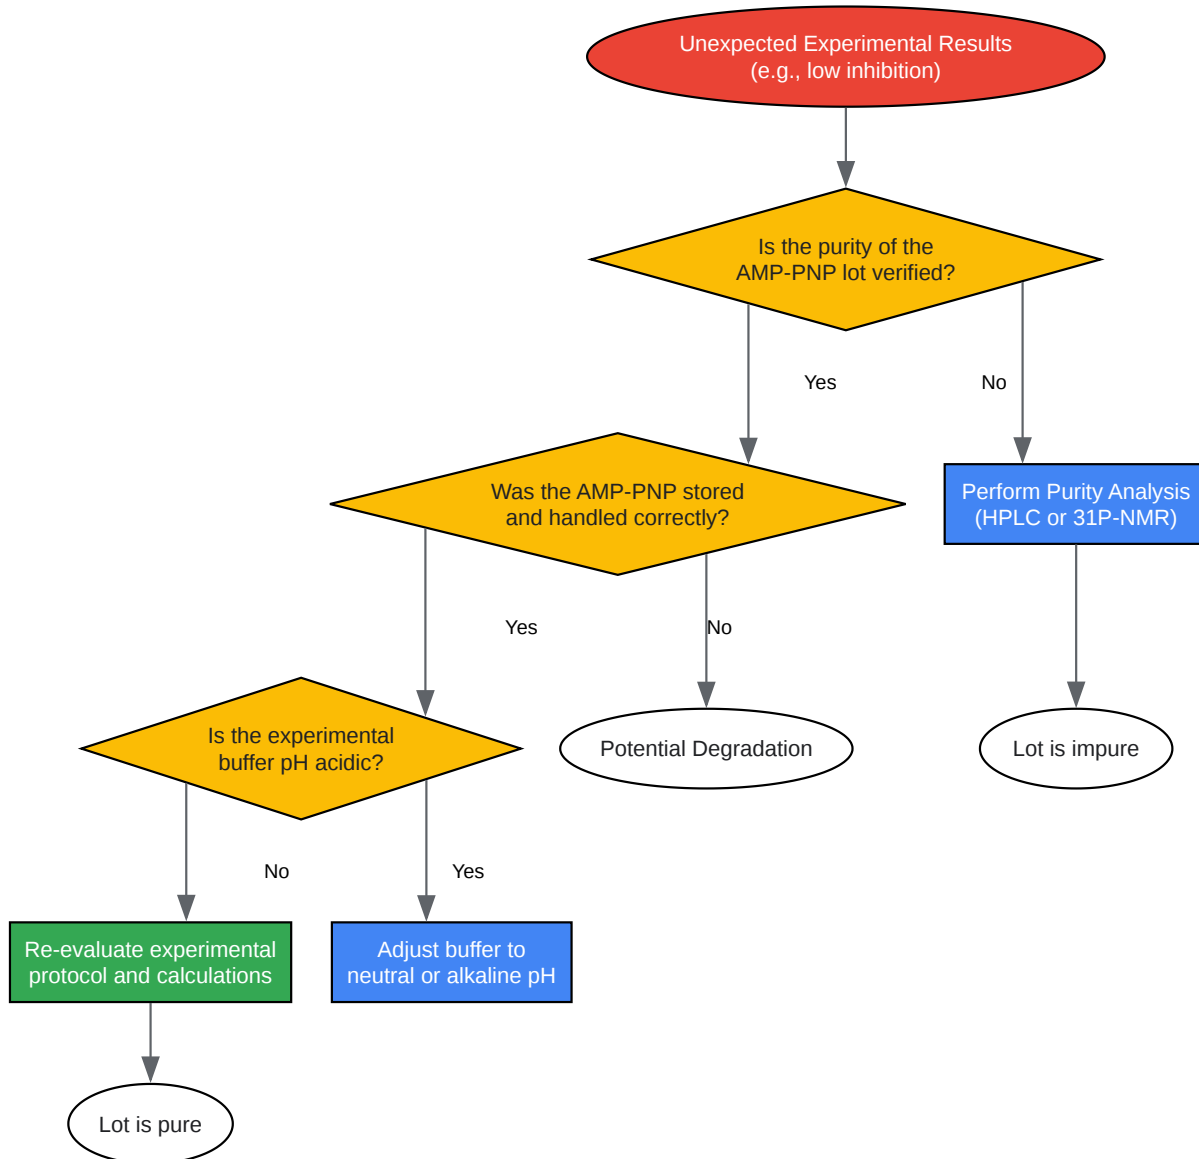 Unexpected Experimental Results
(e.g., low inhibition)
Is the purity of the
AMP-PNP lot verified?
Yes
No
Was the AMP-PNP stored
and handled correctly?
Perform Purity Analysis
(HPLC or 31P-NMR)
Yes
No
Is the experimental
buffer pH acidic?
Potential Degradation
Lot is impure
No
Yes
Re-evaluate experimental
protocol and calculations
Adjust buffer to
neutral or alkaline pH
Lot is pure